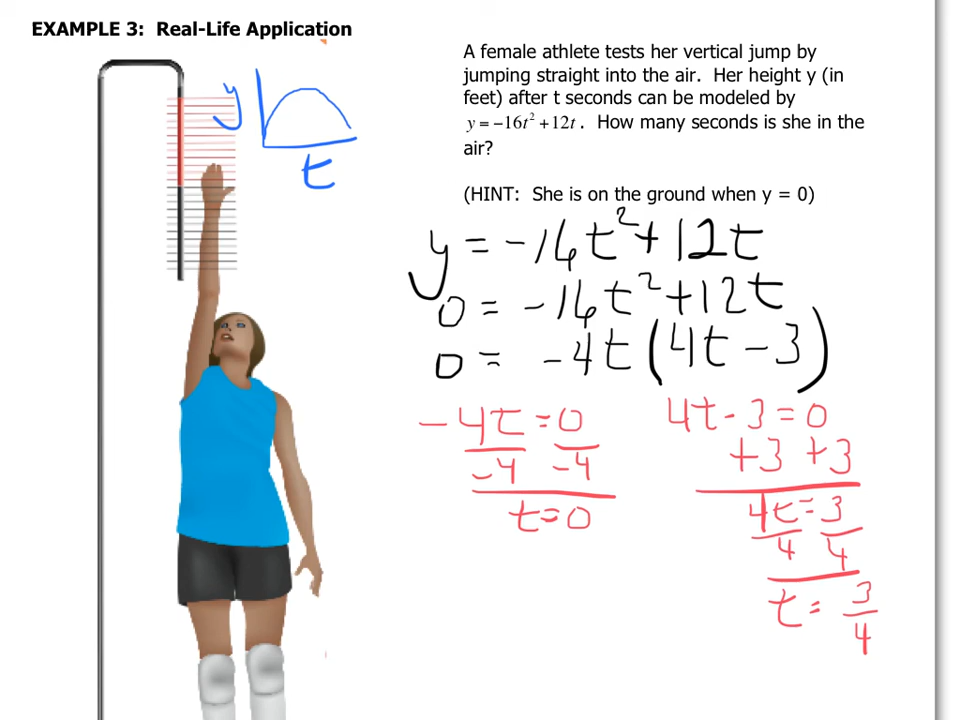 EXAMPLE 3: Real-Life Application
A female athlete tests her vertical jump by
jumping straight into the air. Her height y (in
feet) after t seconds can be modeled by
y = −16t² + 12t . How many seconds is she in the
air?
(HINT: She is on the ground when y = 0)
y
t
y = -16t² + 12t
0 = -16t² + 12t
0 = -4t (4t - 3)
-4t = 0
-4 -4
t = 0
4t - 3 = 0
+3 +3
4t = 3
4 4
t = 3/4